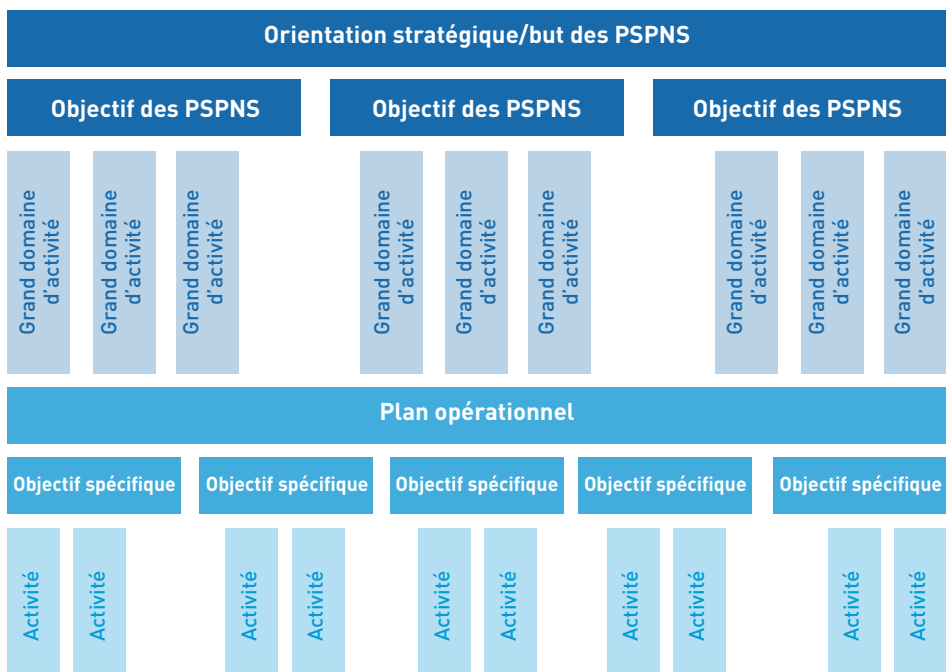 Orientation stratégique/but des PSPNS
Objectif des PSPNS
Objectif des PSPNS
Objectif des PSPNS
Grand domaine
d'activité
Grand domaine
d'activité
Grand domaine
d'activité
Grand domaine
d'activité
Grand domaine
d'activité
Grand domaine
d'activité
Grand domaine
d'activité
Grand domaine
d'activité
Grand domaine
d'activité
Plan opérationnel
Objectif spécifique
Objectif spécifique
Objectif spécifique
Objectif spécifique
Objectif spécifique
Activité
Activité
Activité
Activité
Activité
Activité
Activité
Activité
Activité
Activité